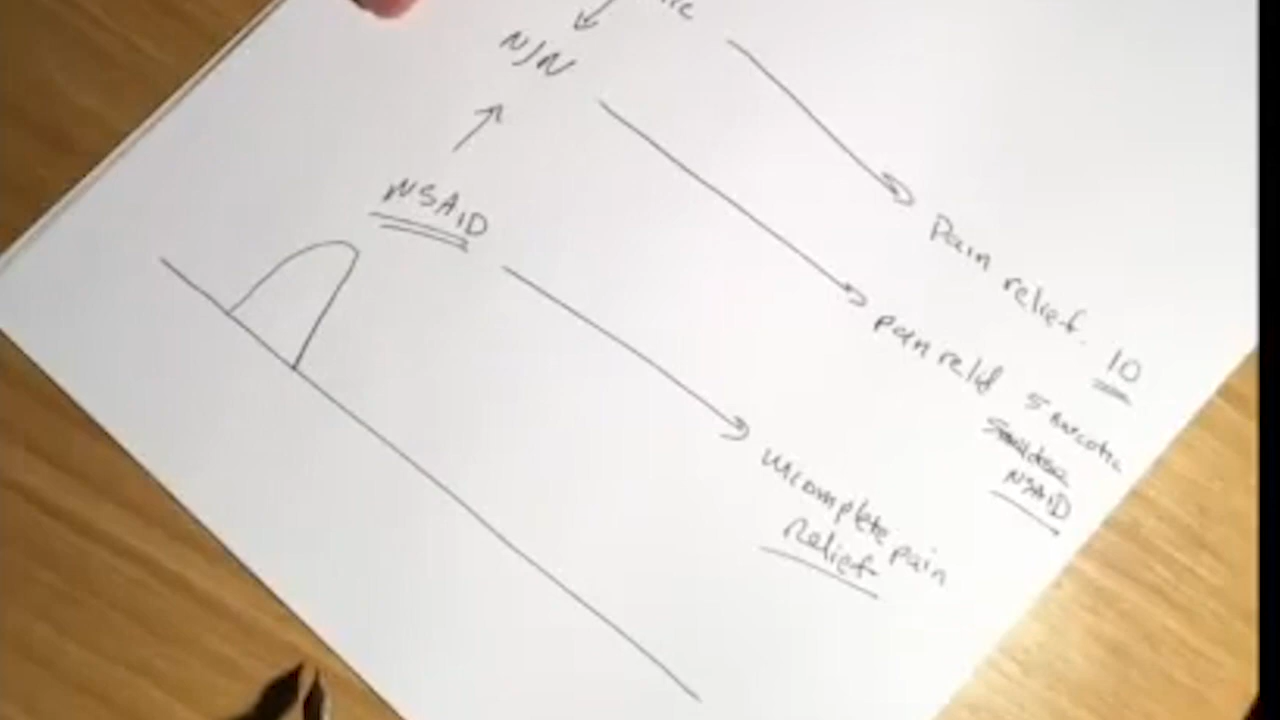 N/N
NSAID
Pain relief. 10
pain relief 5 narcotic
NSAID
incomplete pain
Relief